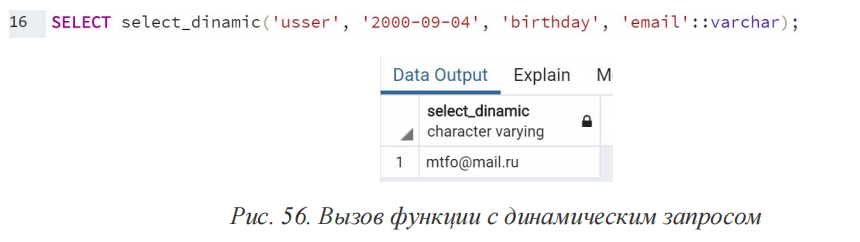 16 SELECT select_dinamic('usser', '2000-09-04', 'birthday', 'email'::varchar);
Data Output Explain M
select_dinamic
character varying
1 mtfo@mail.ru
Рис. 56. Вызов функции с динамическим запросом